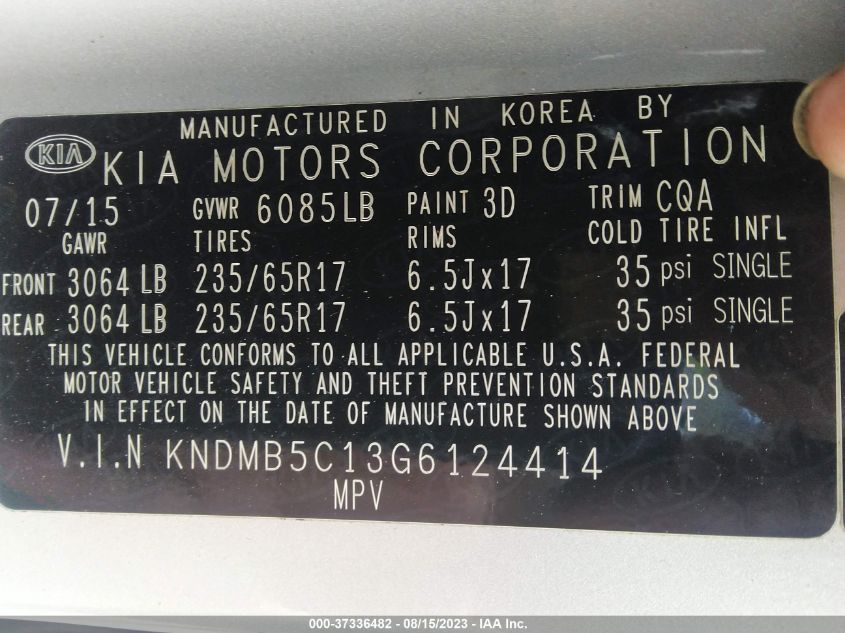 MANUFACTURED IN KOREA BY
KIA KIA MOTORS CORPORATION
07/15 GVWR 6085LB PAINT 3D TRIM CQA
GAWR TIRES RIMS COLD TIRE INFL
FRONT 3064 LB 235/65R17 6.5Jx17 35 psi SINGLE
REAR 3064 LB 235/65R17 6.5Jx17 35 psi SINGLE
THIS VEHICLE CONFORMS TO ALL APPLICABLE U.S.A. FEDERAL
MOTOR VEHICLE SAFETY AND THEFT PREVENTION STANDARDS
IN EFFECT ON THE DATE OF MANUFACTURE SHOWN ABOVE
V.I.N KNDMB5C13G6124414
MPV
000-37336482 - 08/15/2023 - IAA Inc.